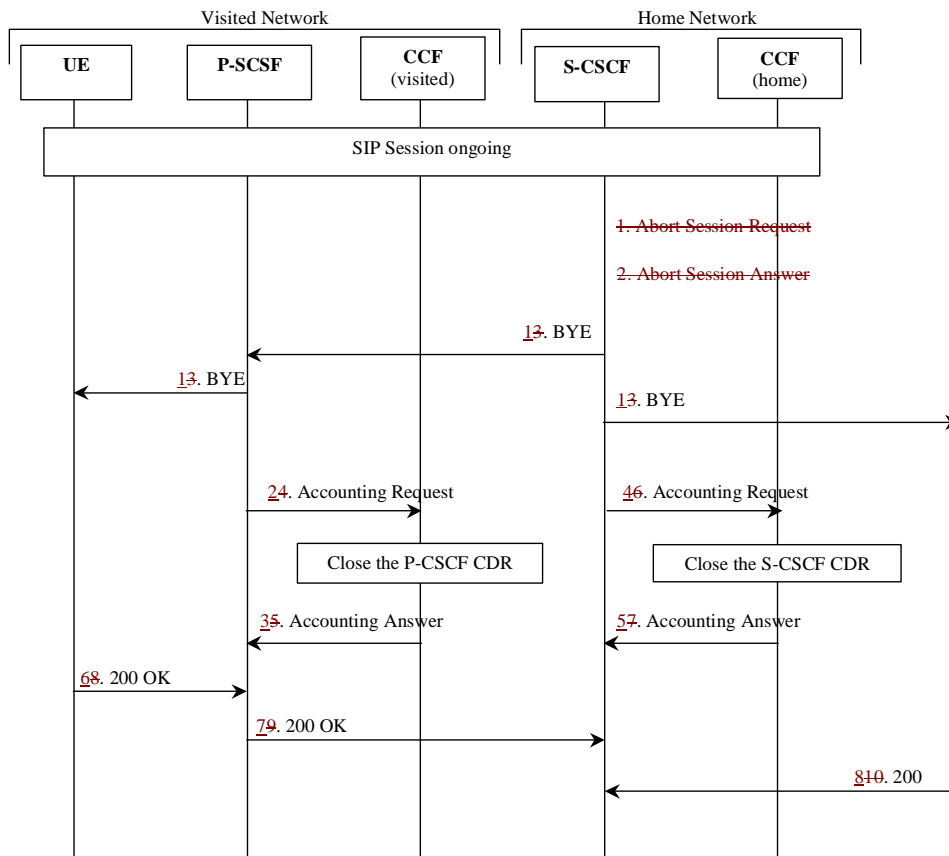 Visited Network
Home Network
UE
P-SCSF
CCF
(visited)
S-CSCF
CCF
(home)
SIP Session ongoing
1. Abort Session Request
2. Abort Session Answer
13. BYE
13. BYE
13. BYE
24. Accounting Request
46. Accounting Request
Close the P-CSCF CDR
Close the S-CSCF CDR
35. Accounting Answer
57. Accounting Answer
68. 200 OK
79. 200 OK
810. 200